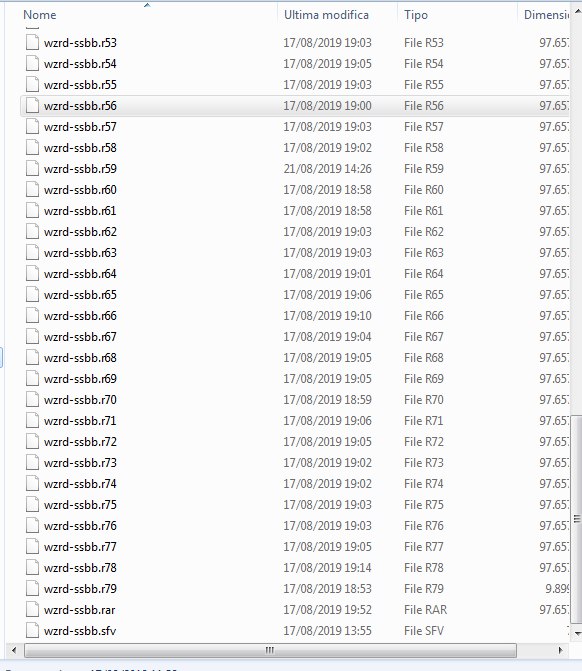 Nome Ultima modifica Tipo Dimensi
wzrd-ssbb.r53 17/08/2019 19:03 File R53 97.657
wzrd-ssbb.r54 17/08/2019 19:05 File R54 97.657
wzrd-ssbb.r55 17/08/2019 19:03 File R55 97.657
wzrd-ssbb.r56 17/08/2019 19:00 File R56 97.657
wzrd-ssbb.r57 17/08/2019 19:03 File R57 97.657
wzrd-ssbb.r58 17/08/2019 19:02 File R58 97.657
wzrd-ssbb.r59 21/08/2019 14:26 File R59 97.657
wzrd-ssbb.r60 17/08/2019 18:58 File R60 97.657
wzrd-ssbb.r61 17/08/2019 18:58 File R61 97.657
wzrd-ssbb.r62 17/08/2019 19:03 File R62 97.657
wzrd-ssbb.r63 17/08/2019 19:03 File R63 97.657
wzrd-ssbb.r64 17/08/2019 19:01 File R64 97.657
wzrd-ssbb.r65 17/08/2019 19:06 File R65 97.657
wzrd-ssbb.r66 17/08/2019 19:10 File R66 97.657
wzrd-ssbb.r67 17/08/2019 19:04 File R67 97.657
wzrd-ssbb.r68 17/08/2019 19:05 File R68 97.657
wzrd-ssbb.r69 17/08/2019 19:05 File R69 97.657
wzrd-ssbb.r70 17/08/2019 18:59 File R70 97.657
wzrd-ssbb.r71 17/08/2019 19:06 File R71 97.657
wzrd-ssbb.r72 17/08/2019 19:05 File R72 97.657
wzrd-ssbb.r73 17/08/2019 19:02 File R73 97.657
wzrd-ssbb.r74 17/08/2019 19:02 File R74 97.657
wzrd-ssbb.r75 17/08/2019 19:03 File R75 97.657
wzrd-ssbb.r76 17/08/2019 19:03 File R76 97.657
wzrd-ssbb.r77 17/08/2019 19:05 File R77 97.657
wzrd-ssbb.r78 17/08/2019 19:14 File R78 97.657
wzrd-ssbb.r79 17/08/2019 18:53 File R79 9.899
wzrd-ssbb.rar 17/08/2019 19:52 File RAR 97.657
wzrd-ssbb.sfv 17/08/2019 13:55 File SFV